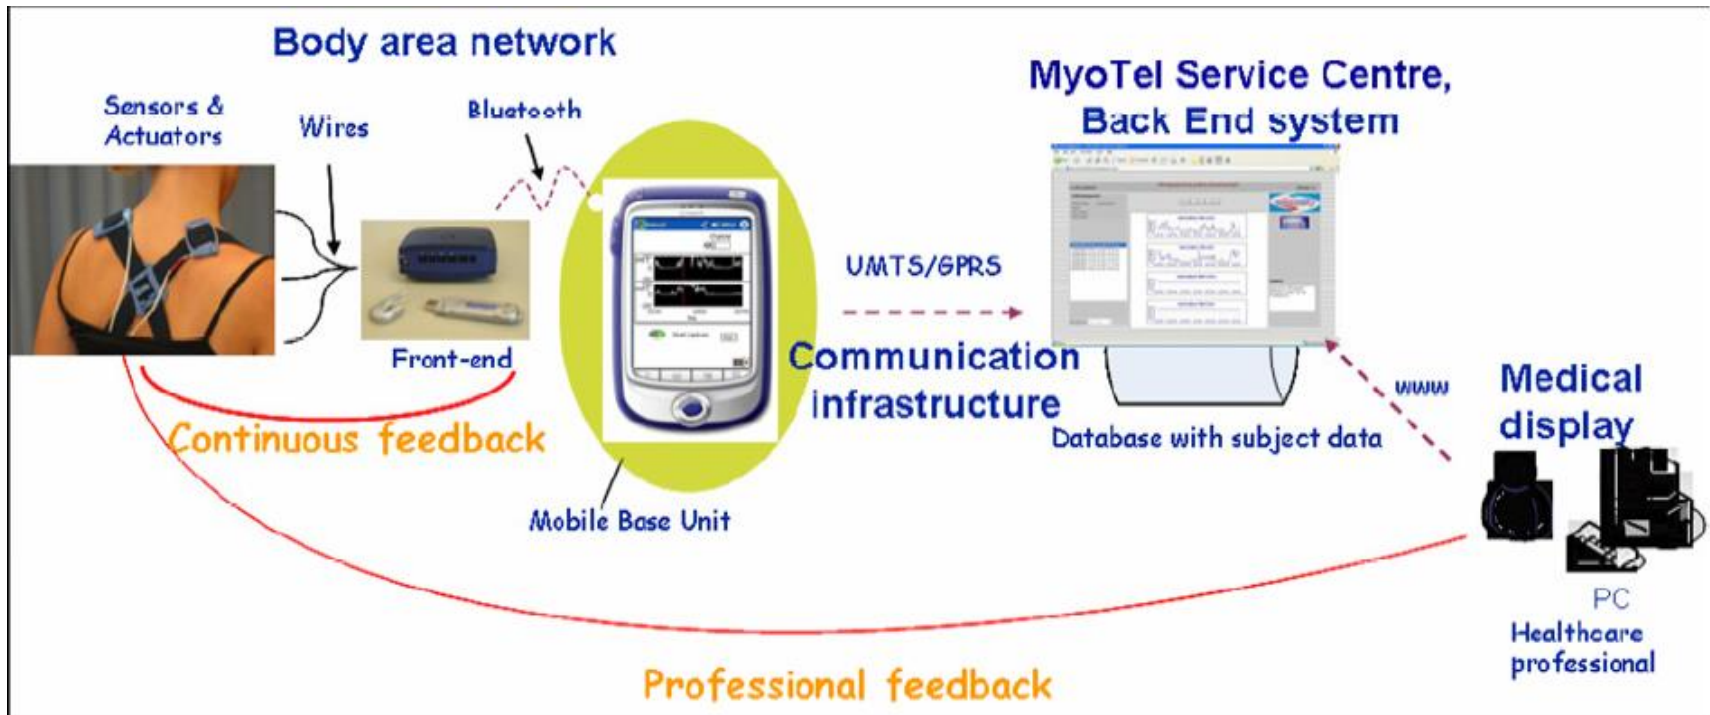 Body area network
MyoTel Service Centre,
Back End system
Sensors &
Actuators
Wires
Bluetooth
Front-end
UMTS/GPRS
Communication
infrastructure
Database with subject data
www
Medical
display
Continuous feedback
Mobile Base Unit
PC
Healthcare
professional
Professional feedback